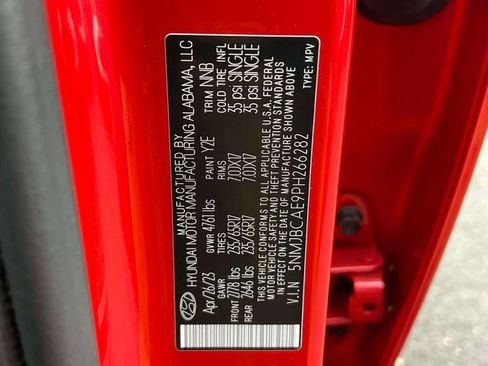 MANUFACTURED BY
HYUNDAI MOTOR MANUFACTURING ALABAMA, LLC
Apr/26/23 GVWR 4761 lbs PAINT Y2E TRIM NNB
GAWR RIMS COLD TIRE INFL
FRONT 2778 lbs 235/65R17 7.0JX17 35 psi SINGLE
REAR 2646 lbs 235/65R17 7.0JX17 35 psi SINGLE
THIS VEHICLE CONFORMS TO ALL APPLICABLE U.S.A. FEDERAL
MOTOR VEHICLE SAFETY AND THEFT PREVENTION STANDARDS
IN EFFECT ON THE DATE OF MANUFACTURE SHOWN ABOVE
V.I.N 5NMJBCAE9PH266282 TYPE: MPV